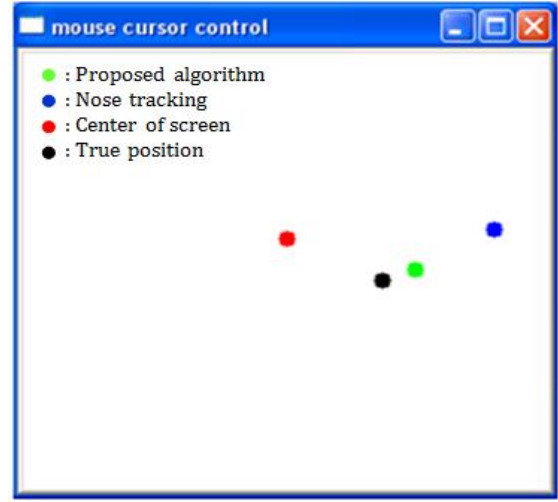 mouse cursor control
: Proposed algorithm
: Nose tracking
: Center of screen
: True position